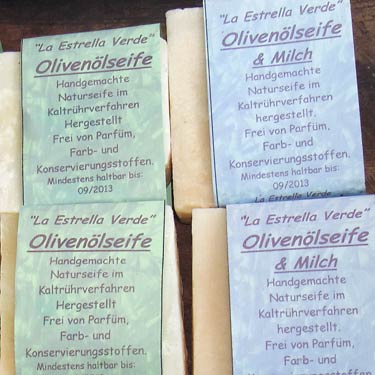 "La Estrella Verde"
Olivenölseife
Handgemachte
Naturseife im
Kaltrührverfahren
Hergestellt
Frei von Parfüm,
Farb- und
Konservierungsstoffen.
Mindestens haltbar bis:
09/2013
"La Estrella Verde"
Olivenölseife
& Milch
Handgemachte
Naturseife im
Kaltrührverfahren
Hergestellt
Frei von Parfüm,
Farb- und
Konservierungsstoffen.
Mindestens haltbar bis:
09/2013
"La Estrella Verde"
Olivenölseife
Handgemachte
Naturseife im
Kaltrührverfahren
Hergestellt
Frei von Parfüm,
Farb- und
Konservierungsstoffen.
Mindestens haltbar bis:
09/2013
"La Estrella Verde"
"La Estrella Verde"
Olivenölseife
& Milch
Handgemachte
Naturseife im
Kaltrührverfahren
hergestellt.
Frei von Parfüm,
Farb- und
Konservierungsstoffen.